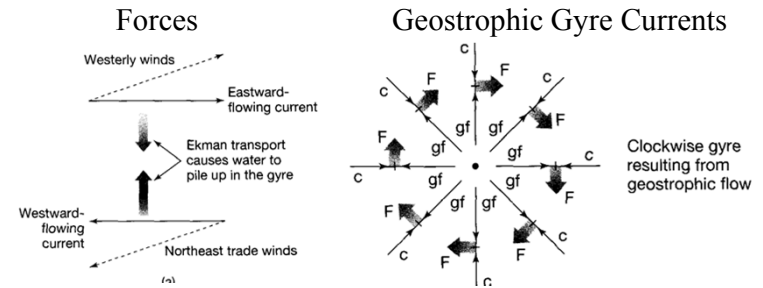 Forces
Westerly winds
Eastward-
flowing current
Ekman transport
causes water to
pile up in the gyre
Westward-
flowing
current
Northeast trade winds
(a)
Geostrophic Gyre Currents
c
F
c
F
c
F
gf
gf
gf
F
gf
gf
c
c
gf
gf
gf
F
F
c
F
F
c
c
Clockwise gyre
resulting from
geostrophic flow